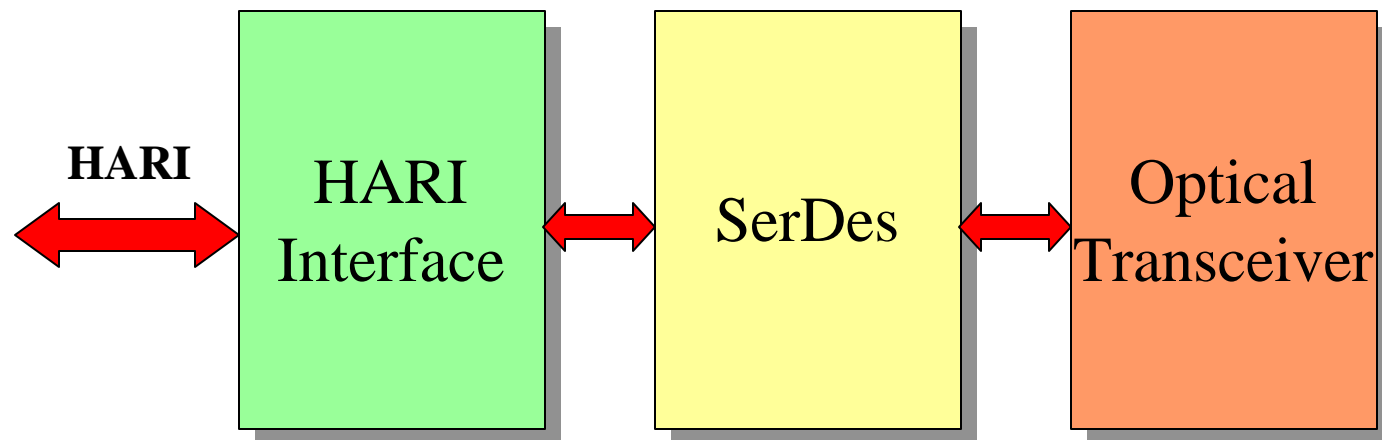 HARI
HARI
Interface
SerDes
Optical
Transceiver